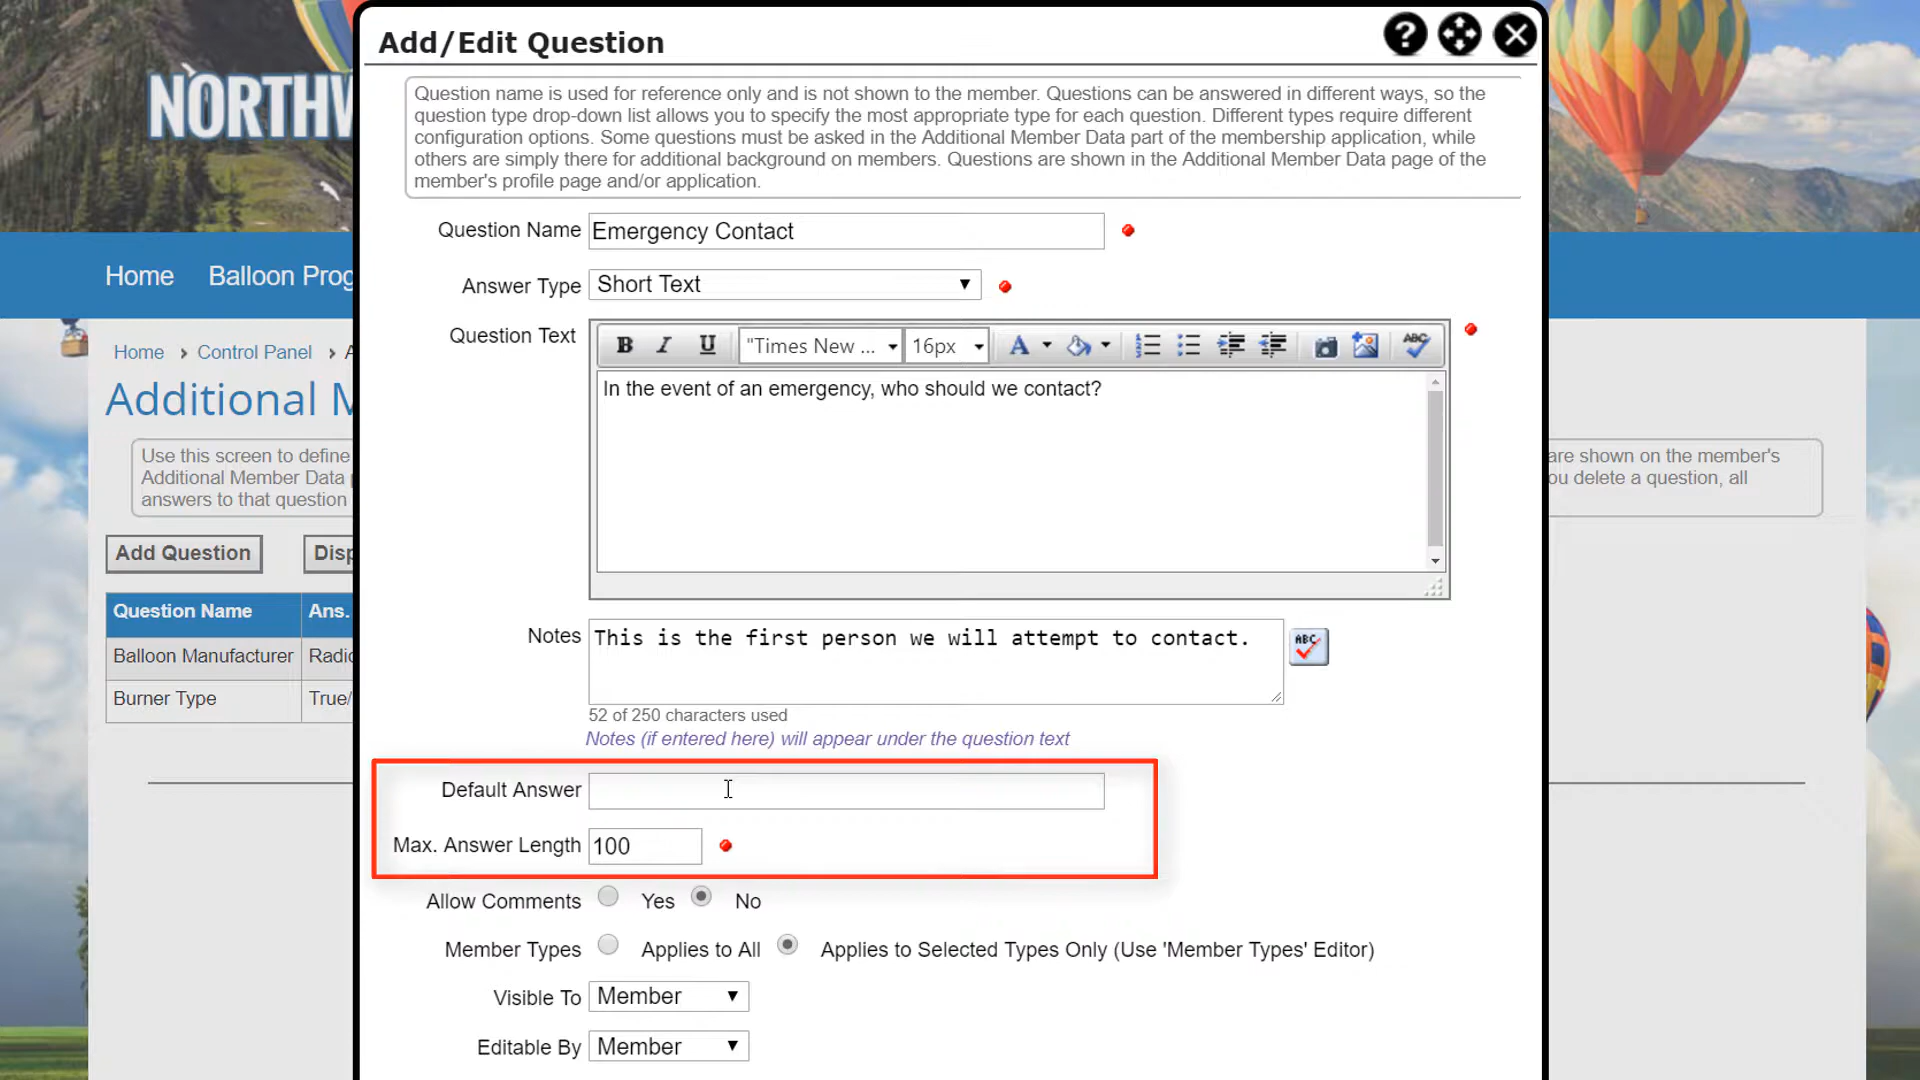 Add/Edit Question
?
NORTHW
Question name is used for reference only and is not shown to the member. Questions can be answered in different ways, so the
question type drop-down list allows you to specify the most appropriate type for each question. Different types require different
configuration options. Some questions must be asked in the Additional Member Data part of the membership application, while
others are simply there for additional background on members. Questions are shown in the Additional Member Data page of the
member's profile page and/or application.
Question Name Emergency Contact
Home Balloon Prog
Answer Type Short Text
Question Text
B I U "Times New ... 16px A ABC
Home › Control Panel › A
In the event of an emergency, who should we contact?
Additional M
Use this screen to define
are shown on the member's
Additional Member Data
ou delete a question, all
answers to that question
Add Question Disp
Question Name Ans.
Notes This is the first person we will attempt to contact. ABC
Balloon Manufacturer Radio
Burner Type True/
52 of 250 characters used
Notes (if entered here) will appear under the question text
Default Answer
Max. Answer Length 100
Allow Comments Yes No
Member Types Applies to All Applies to Selected Types Only (Use 'Member Types' Editor)
Visible To Member
Editable By Member